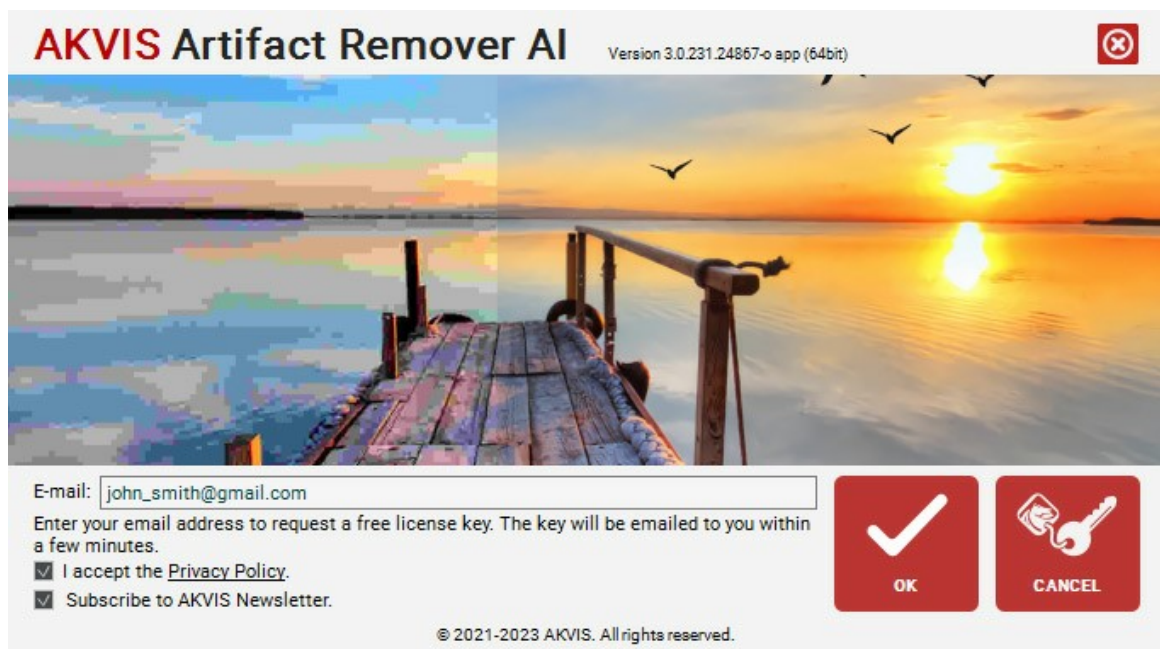 AKVIS Artifact Remover AI Version 3.0.231.24867-o app (64bit)
E-mail: john_smith@gmail.com
Enter your email address to request a free license key. The key will be emailed to you within
a few minutes.
I accept the Privacy Policy.
Subscribe to AKVIS Newsletter.
OK
CANCEL
© 2021-2023 AKVIS. All rights reserved.